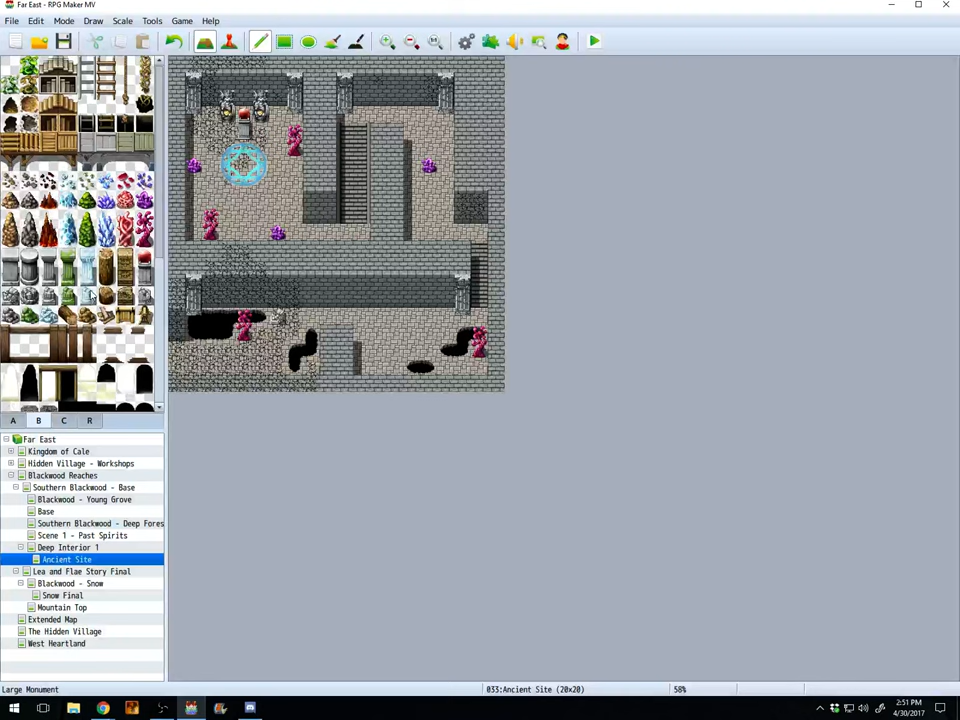 Far East - RPG Maker MV
File Edit Mode Draw Scale Tools Game Help
1:1
A B C R
Far East
Kingdom of Cale
Hidden Village - Workshops
Blackwood Reaches
Southern Blackwood - Base
Blackwood - Young Grove
Base
Southern Blackwood - Deep Fores
Scene 1 - Past Spirits
Deep Interior 1
Ancient Site
Lea and Flae Story Final
Blackwood - Snow
Snow Final
Mountain Top
Extended Map
The Hidden Village
West Heartland
Large Monument
033:Ancient Site (20x20)
58%
2:51 PM
4/30/2017